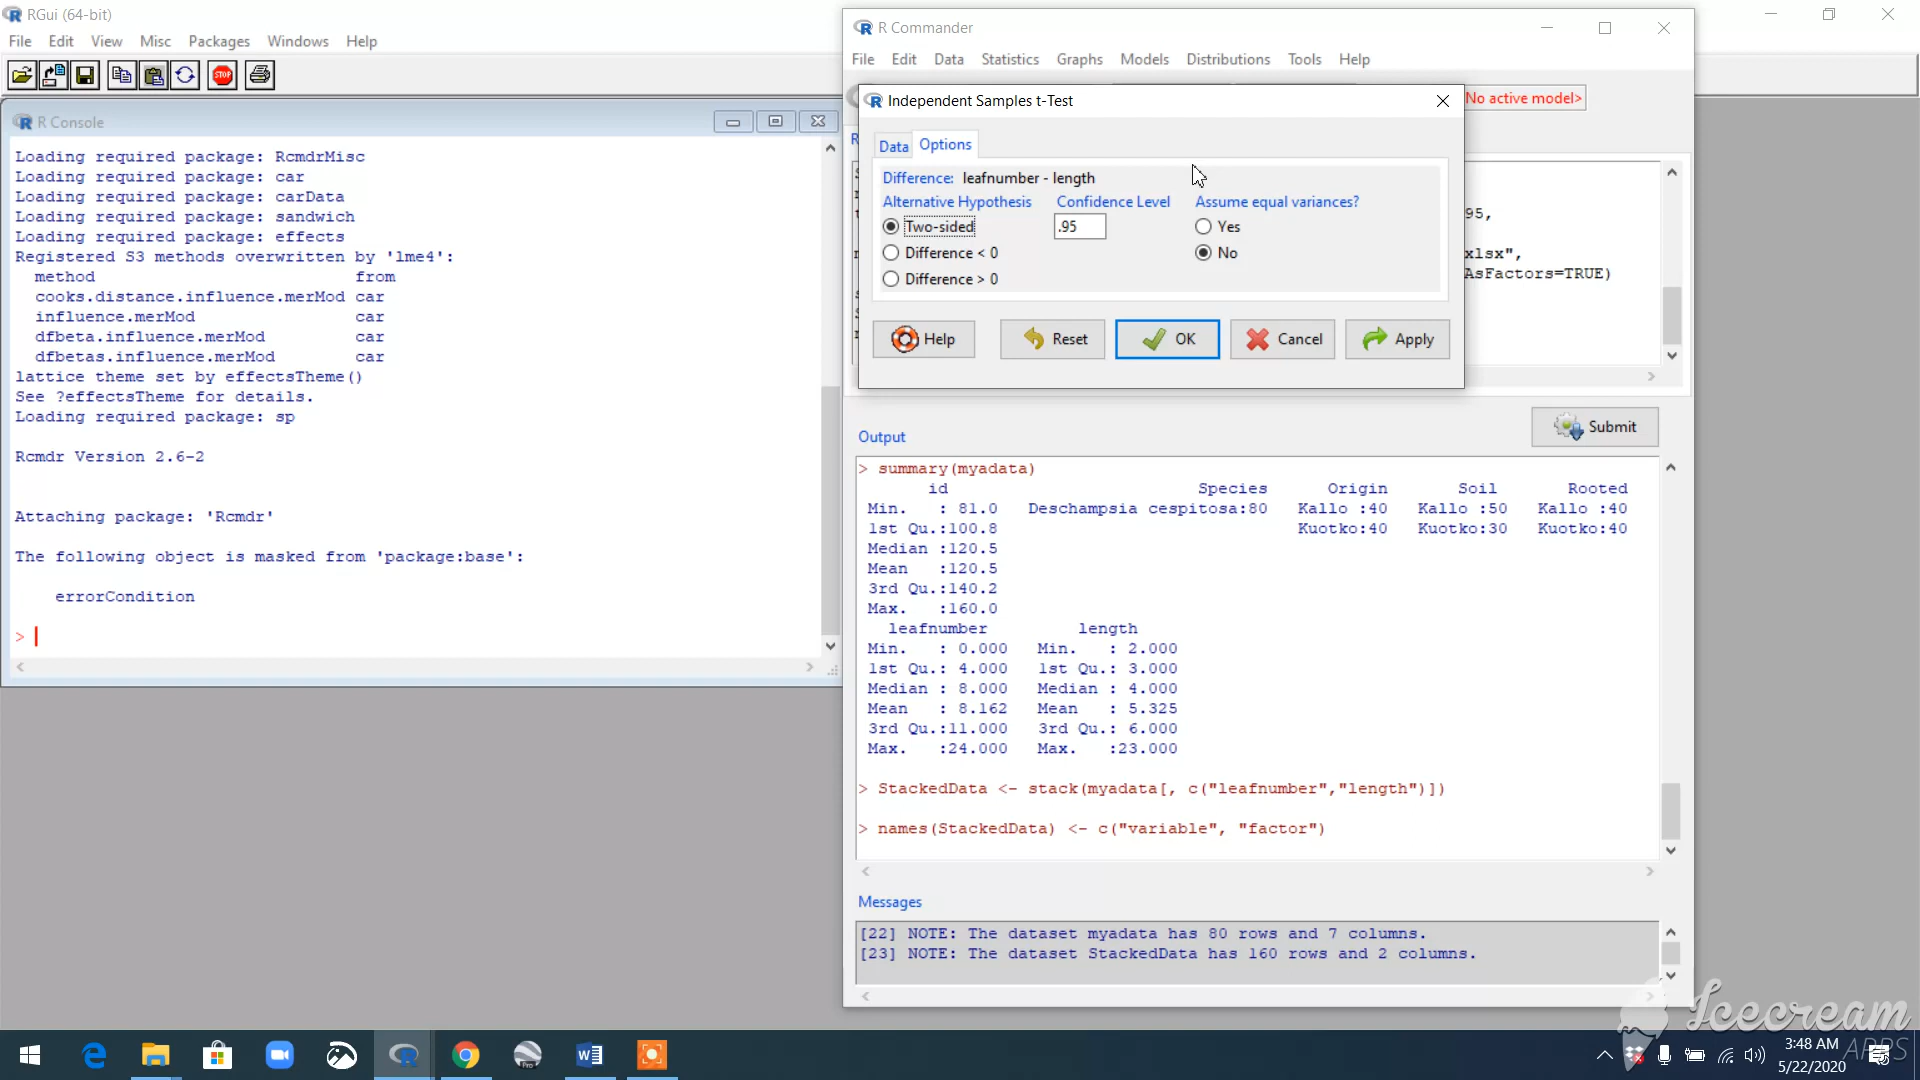 RGui (64-bit)
File Edit View Misc Packages Windows Help
STOP
R Console
Loading required package: RcmdrMisc
Loading required package: car
Loading required package: carData
Loading required package: sandwich
Loading required package: effects
Registered S3 methods overwritten by 'lme4':
method from
cooks.distance.influence.merMod car
influence.merMod car
dfbeta.influence.merMod car
dfbetas.influence.merMod car
lattice theme set by effectsTheme()
See ?effectsTheme for details.
Loading required package: sp
Rcmdr Version 2.6-2
Attaching package: 'Rcmdr'
The following object is masked from 'package:base':
errorCondition
>
R Commander
File Edit Data Statistics Graphs Models Distributions Tools Help
No active model>
Independent Samples t-Test
Data Options
Difference: leafnumber - length
Alternative Hypothesis Confidence Level Assume equal variances?
Two-sided .95 Yes
Difference < 0 No
Difference > 0
Help Reset OK Cancel Apply
95,
xlsx",
AsFactors=TRUE)
Submit
Output
> summary(myadata)
id Species Origin Soil Rooted
Min. : 81.0 Deschampsia cespitosa:80 Kallo :40 Kallo :50 Kallo :40
1st Qu.:100.8 Kuotko:40 Kuotko:30 Kuotko:40
Median :120.5
Mean :120.5
3rd Qu.:140.2
Max. :160.0
leafnumber length
Min. : 0.000 Min. : 2.000
1st Qu.: 4.000 1st Qu.: 3.000
Median : 8.000 Median : 4.000
Mean : 8.162 Mean : 5.325
3rd Qu.:11.000 3rd Qu.: 6.000
Max. :24.000 Max. :23.000
> StackedData <- stack(myadata[, c("leafnumber","length")])
> names(StackedData) <- c("variable", "factor")
Messages
[22] NOTE: The dataset myadata has 80 rows and 7 columns.
[23] NOTE: The dataset StackedData has 160 rows and 2 columns.
Icecream
APPS
Pro
3:48 AM
5/22/2020